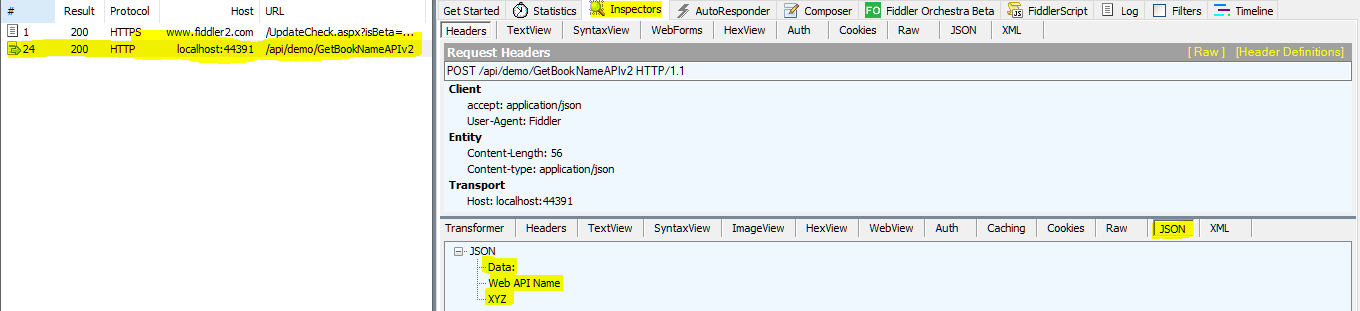 # Result Protocol Host URL
1 200 HTTPS www.fiddler2.com /UpdateCheck.aspx?isBeta=...
24 200 HTTP localhost:44391 /api/demo/GetBookNameAPIv2
Get Started Statistics Inspectors AutoResponder Composer FO Fiddler Orchestra Beta JS FiddlerScript Log Filters Timeline
Headers TextView SyntaxView WebForms HexView Auth Cookies Raw JSON XML
Request Headers [ Raw ] [Header Definitions]
POST /api/demo/GetBookNameAPIv2 HTTP/1.1
Client
accept: application/json
User-Agent: Fiddler
Entity
Content-Length: 56
Content-type: application/json
Transport
Host: localhost:44391
Transformer Headers TextView SyntaxView ImageView HexView WebView Auth Caching Cookies Raw JSON XML
JSON
Data:
Web API Name
XYZ